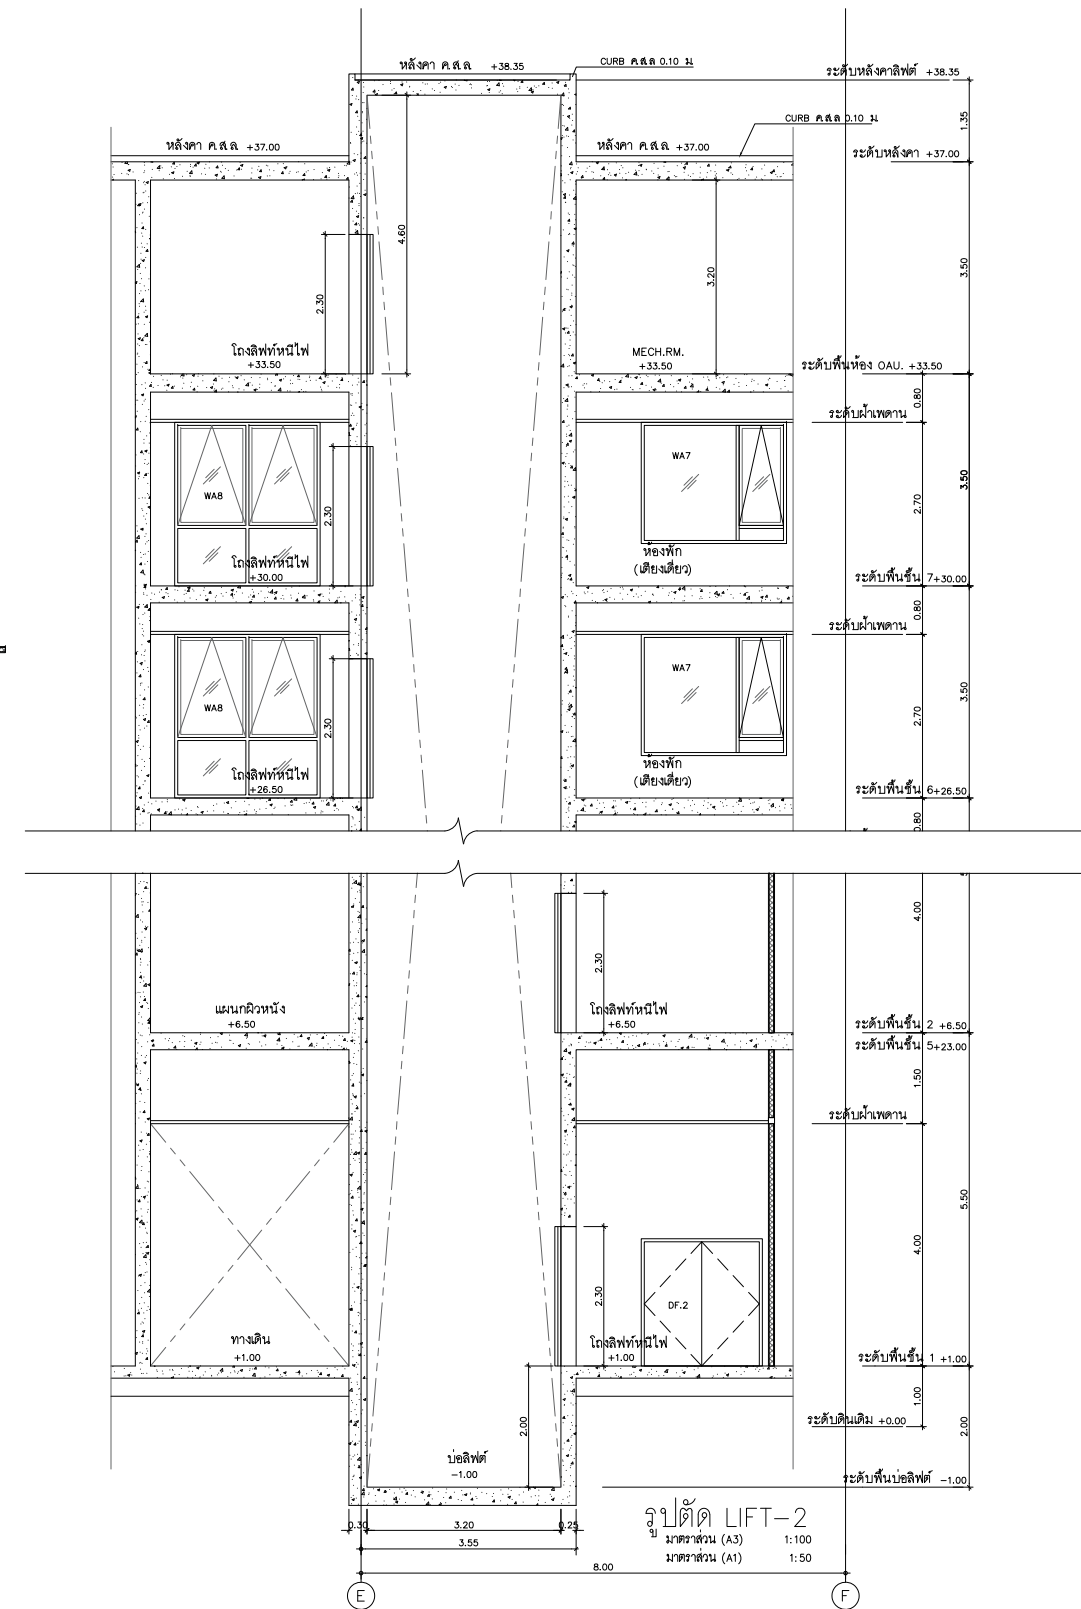 หลังคา ค.ส.ล. +38.35
CURB ค.ส.ล 0.10 ม
ระดับหลังคาลิฟต์ +38.35
1.35
CURB ค.ส.ล 0.10 ม
หลังคา ค.ส.ล. +37.00
หลังคา ค.ส.ล. +37.00
ระดับหลังคา +37.00
4.60
3.20
3.50
2.30
โถงลิฟท์หนีไฟ
+33.50
MECH.RM.
+33.50
ระดับพื้นห้อง OAU. +33.50
0.80
ระดับฝ้าเพดาน
WA8
WA7
2.30
2.70
3.50
โถงลิฟท์หนีไฟ
+30.00
ห้องพัก
(เตียงเดี่ยว)
ระดับพื้นชั้น 7+30.00
0.80
ระดับฝ้าเพดาน
WA8
WA7
2.30
2.70
3.50
โถงลิฟท์หนีไฟ
+26.50
ห้องพัก
(เตียงเดี่ยว)
ระดับพื้นชั้น 6+26.50
0.80
4.00
2.30
แผนกผิวหนัง
+6.50
โถงลิฟท์หนีไฟ
+6.50
ระดับพื้นชั้น 2 +6.50
ระดับพื้นชั้น 5+23.00
1.50
ระดับฝ้าเพดาน
5.50
4.00
2.30
DF.2
ทางเดิน
+1.00
โถงลิฟท์หนีไฟ
+1.00
ระดับพื้นชั้น 1 +1.00
1.00
ระดับดินเดิม +0.00
2.00
2.00
บ่อลิฟต์
-1.00
ระดับพื้นบ่อลิฟต์ -1.00
รูปตัด LIFT-2
มาตราส่วน (A3) 1:100
มาตราส่วน (A1) 1:50
0.30 3.20 0.25
3.55
8.00
E F